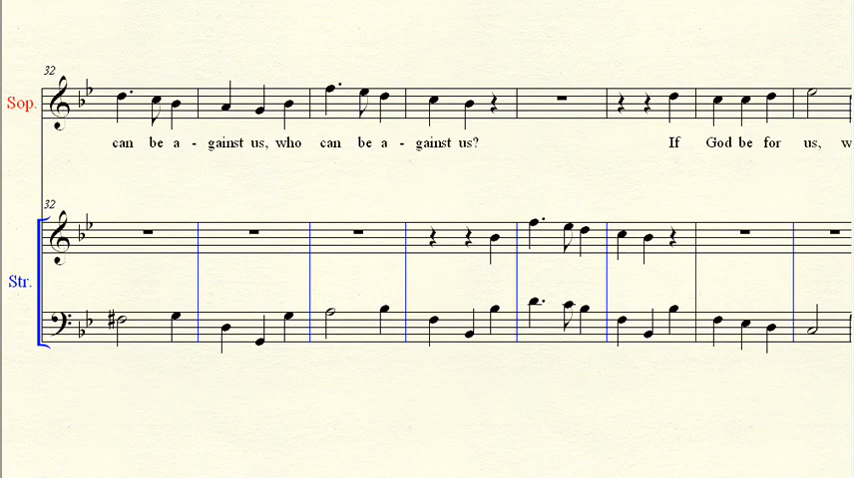 32
Sop.
can be a - gainst us, who can be a - gainst us? If God be for us, w
32
Str.